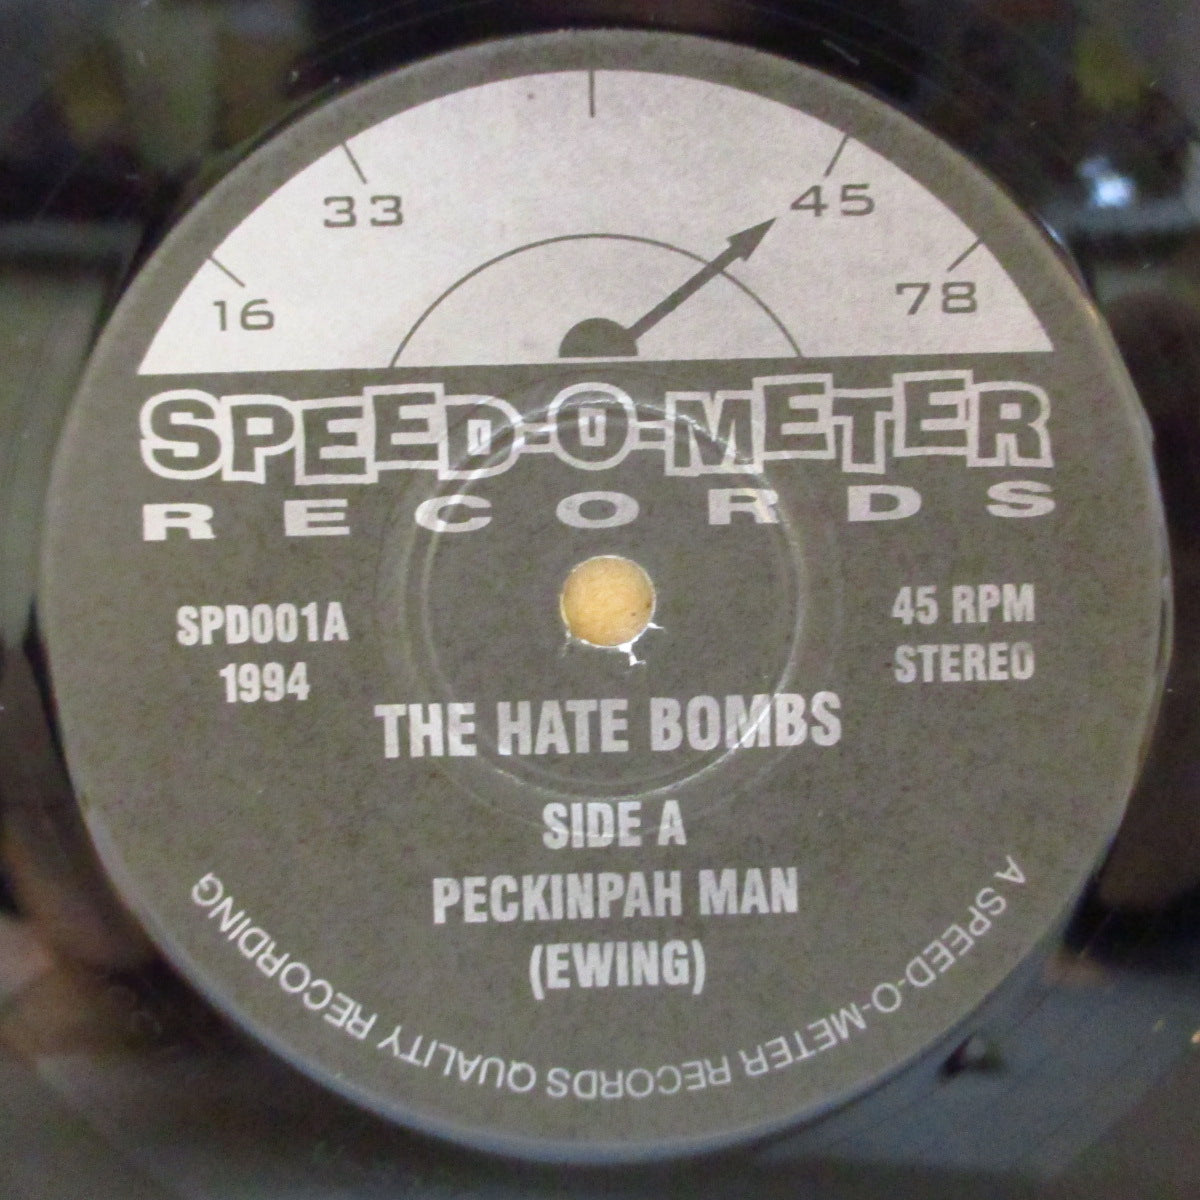 16 33 45 78
SPEED-O-METER
RECORDS
SPD001A
1994
45 RPM
STEREO
THE HATE BOMBS
SIDE A
PECKINPAH MAN
(EWING)
A SPEED-O-METER RECORDS QUALITY RECORDING